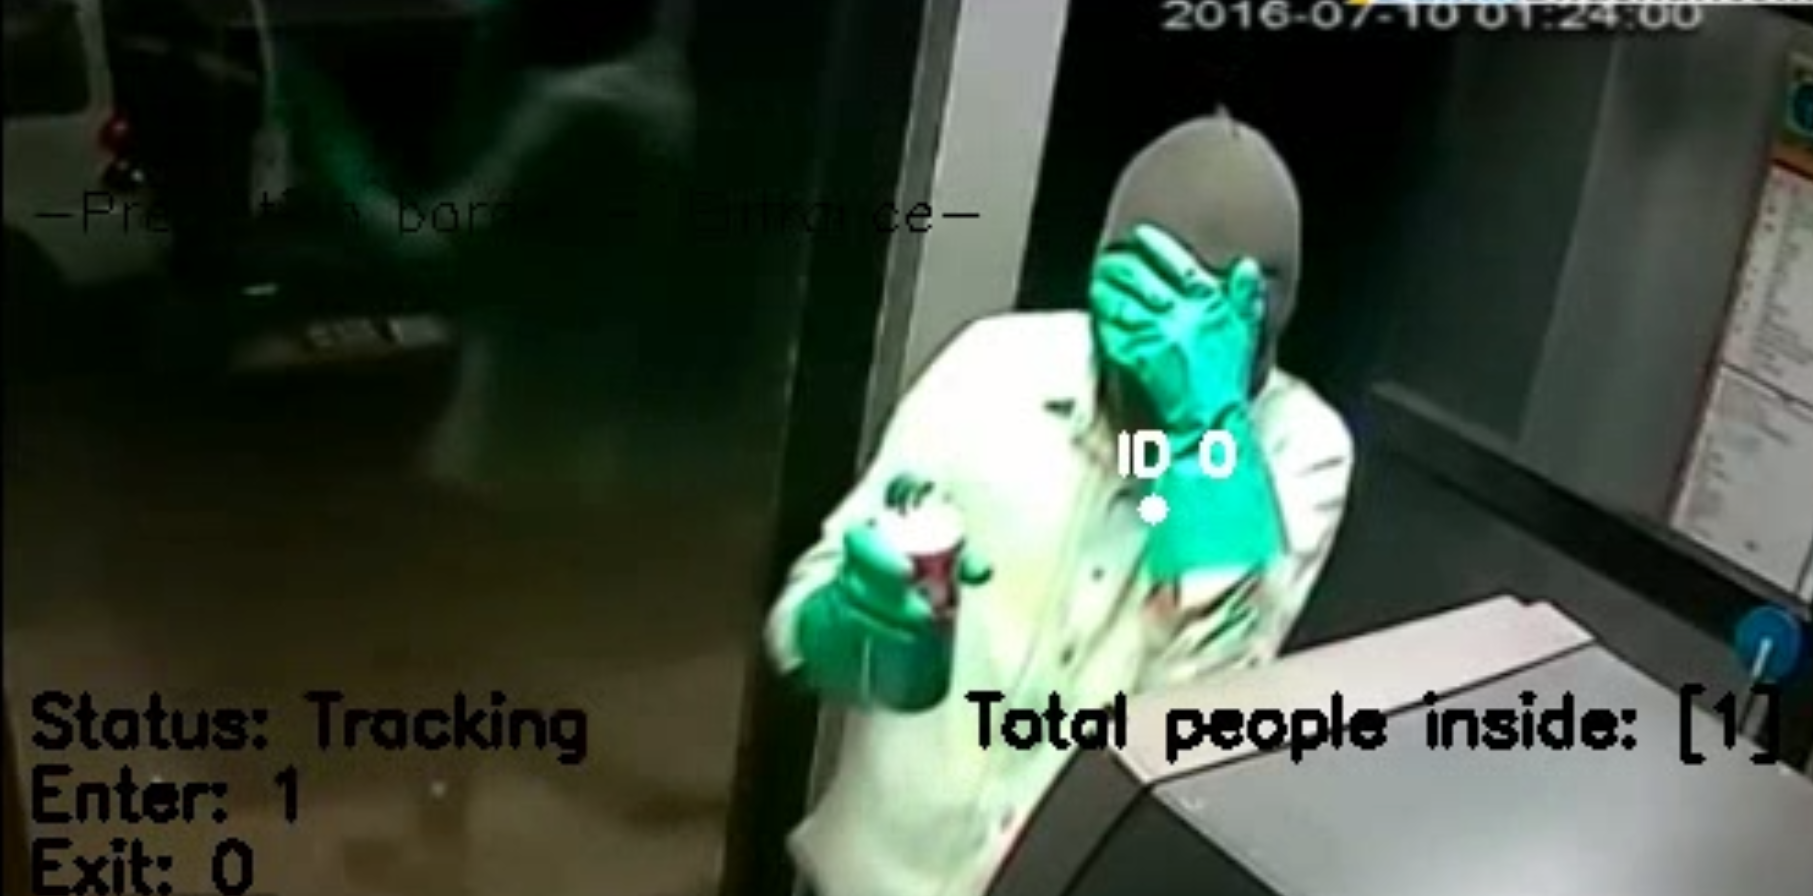 2016-07-10 01:24:00
ID 0
Status: Tracking
Total people inside: [1]
Enter: 1
Exit: 0